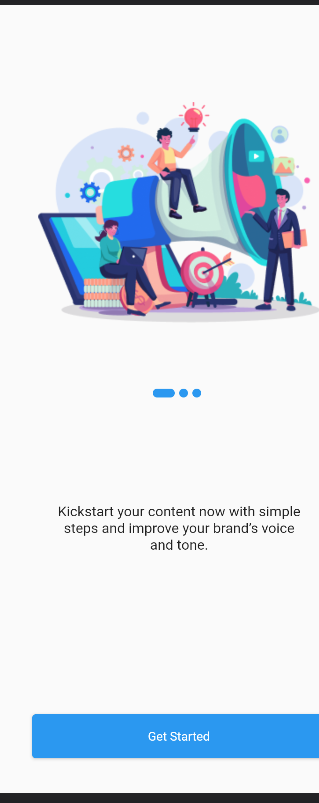 Kickstart your content now with simple
steps and improve your brand's voice
and tone.
Get Started